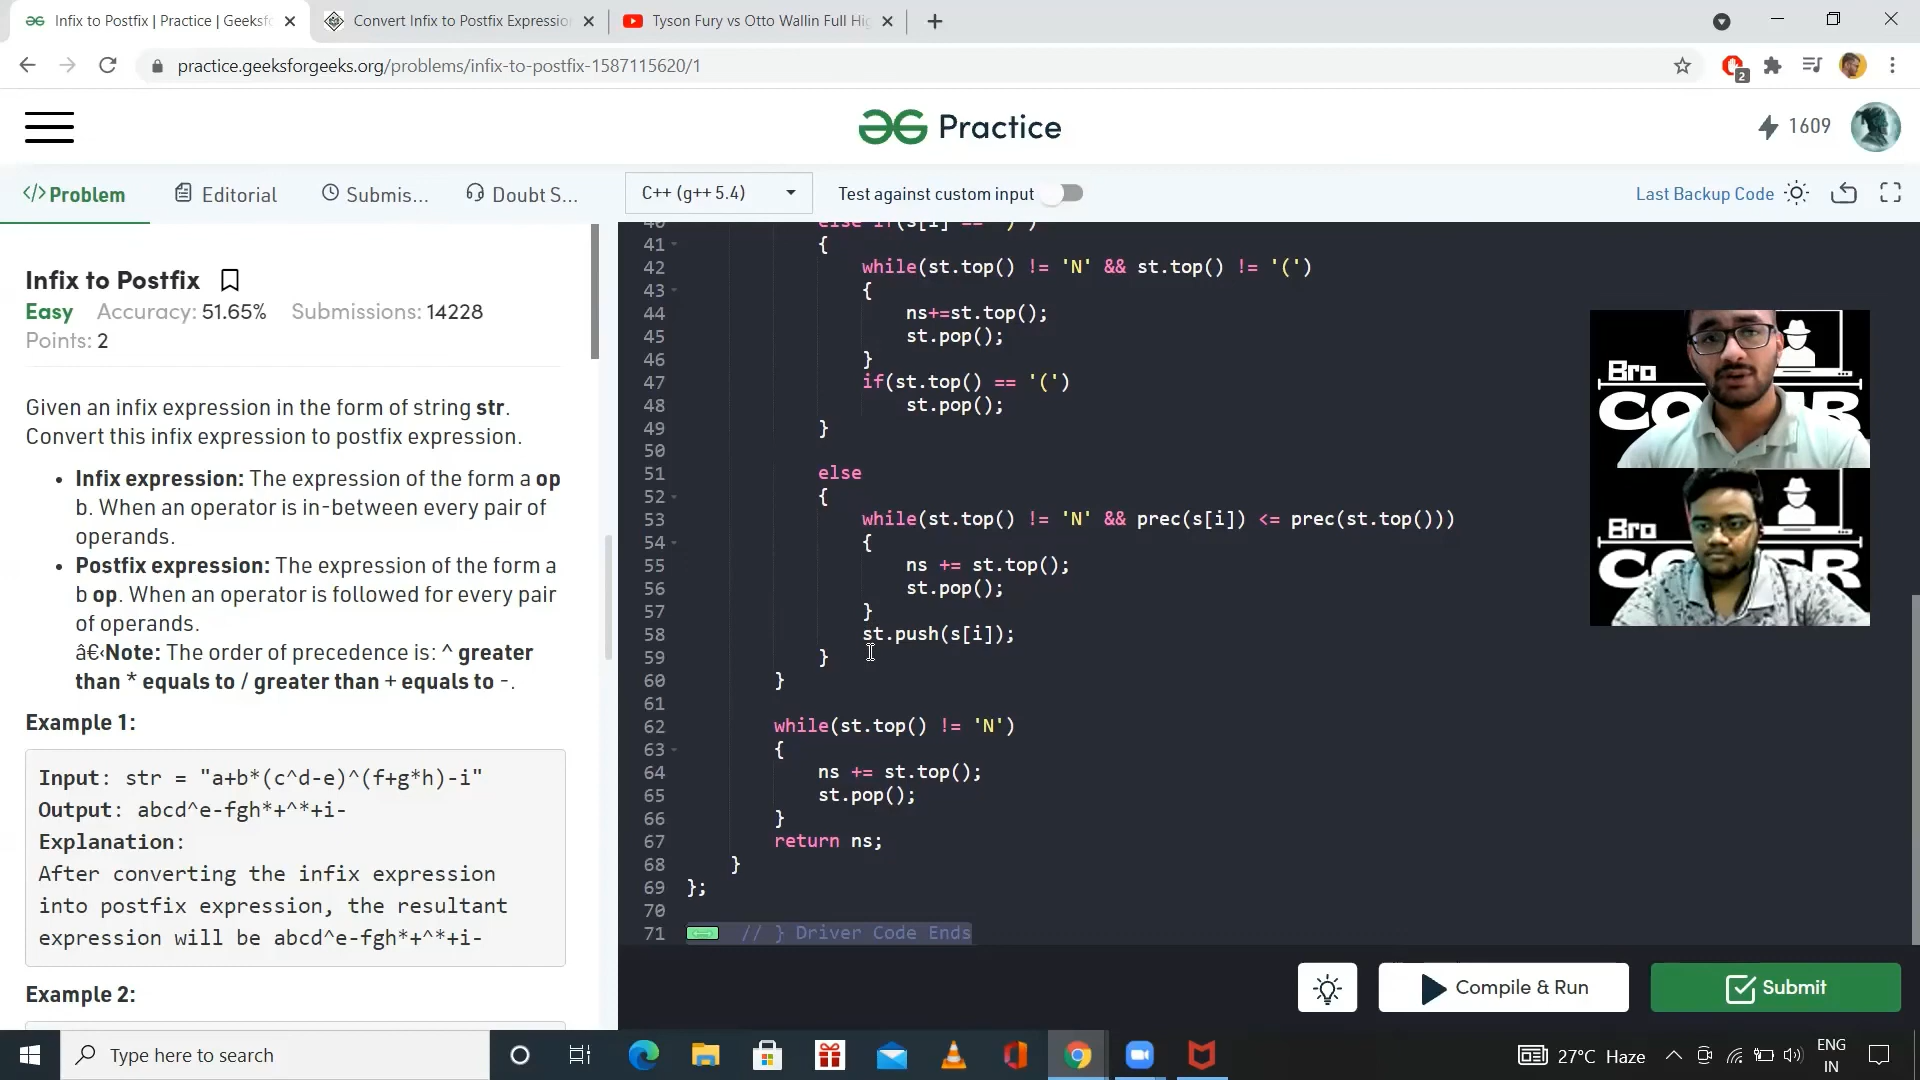 Infix to Postfix | Practice | Geeksfo
Convert Infix to Postfix Expressio
Tyson Fury vs Otto Wallin Full Hig
practice.geeksforgeeks.org/problems/infix-to-postfix-1587115620/1
2
Practice
1609
</>Problem
Editorial
Submis...
Doubt S...
C++ (g++ 5.4)
Test against custom input
Last Backup Code
Infix to Postfix
Easy Accuracy: 51.65% Submissions: 14228
Points: 2
Given an infix expression in the form of string str.
Convert this infix expression to postfix expression.
• Infix expression: The expression of the form a op
b. When an operator is in-between every pair of
operands.
• Postfix expression: The expression of the form a
b op. When an operator is followed for every pair
of operands.
â€‹Note: The order of precedence is: ^ greater
than * equals to / greater than + equals to -.
Example 1:
Input: str = "a+b*(c^d-e)^(f+g*h)-i"
Output: abcd^e-fgh*+^*+i-
Explanation:
After converting the infix expression
into postfix expression, the resultant
expression will be abcd^e-fgh*+^*+i-
Example 2:
40 else if(s[i] == ')')
41 {
42 while(st.top() != 'N' && st.top() != '(')
43 {
44 ns+=st.top();
45 st.pop();
46 }
47 if(st.top() == '(')
48 st.pop();
49 }
50
51 else
52 {
53 while(st.top() != 'N' && prec(s[i]) <= prec(st.top()))
54 {
55 ns += st.top();
56 st.pop();
57 }
58 st.push(s[i]);
59 }
60 }
61
62 while(st.top() != 'N')
63 {
64 ns += st.top();
65 st.pop();
66 }
67 return ns;
68 }
69 };
70
71 // } Driver Code Ends
Bro
Bro
Compile & Run
Submit
Type here to search
27°C Haze
ENG
IN